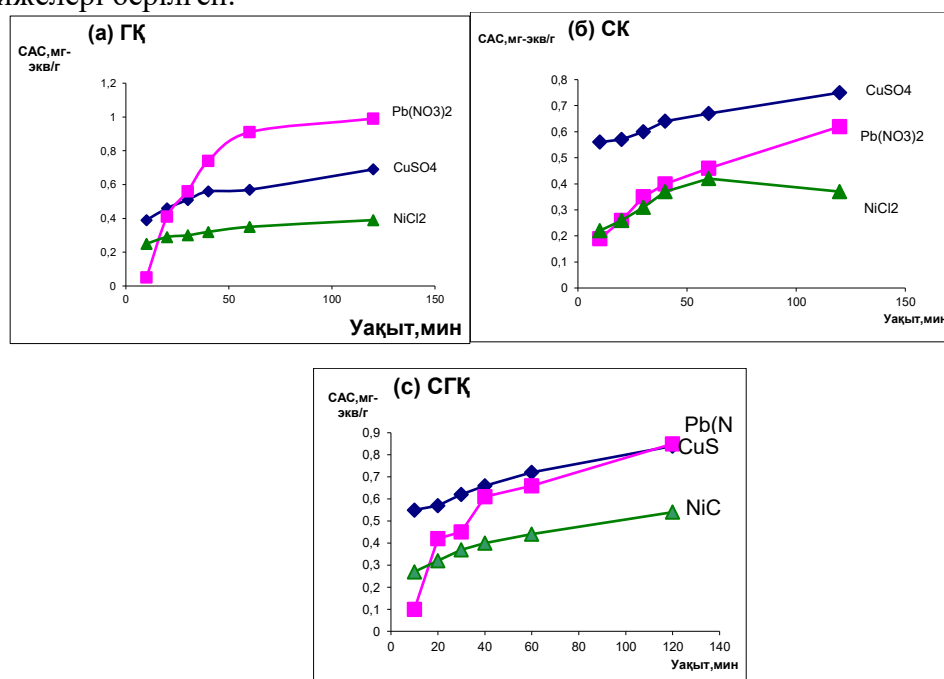 нәтижелері берілген.
(а) ГҚ
САС,мг-
экв/г
1,2
1
0,8
0,6
0,4
0,2
0
0
50
100
150
Pb(NO3)2
CuSO4
NiCl2
Уақыт,мин
(б) СК
САС,мг-экв/г
0,8
0,7
0,6
0,5
0,4
0,3
0,2
0,1
0
0
50
100
150
CuSO4
Pb(NO3)2
NiCl2
Уақыт,мин
(с) СГҚ
САС,мг-
экв/г
0,9
0,8
0,7
0,6
0,5
0,4
0,3
0,2
0,1
0
0
20
40
60
80
100
120
140
Pb(N
CuS
NiC
Уақыт,мин